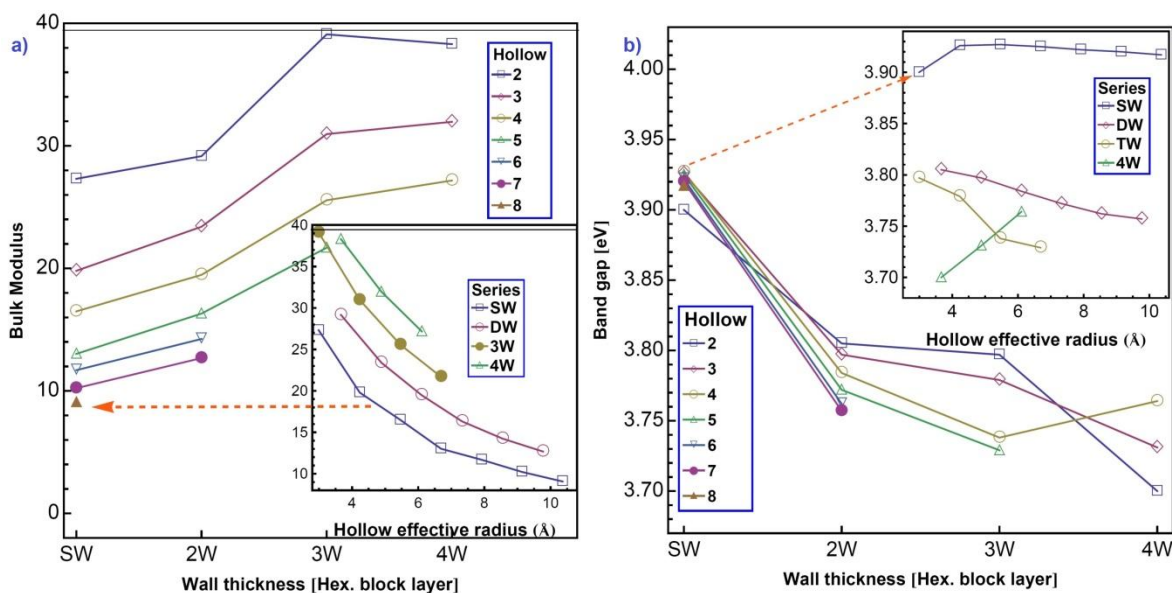 a)
Bulk Modulus
40
30
20
10
0
SW
2W
3W
4W
Wall thickness [Hex. block layer]
Hollow
2
3
4
5
6
7
8
40
35
30
25
20
15
10
4
6
8
10
Hollow effective radius (Å)
Series
SW
DW
3W
4W
b)
Band gap [eV]
4.00
3.95
3.90
3.85
3.80
3.75
3.70
SW
2W
3W
4W
Wall thickness [Hex. block layer]
Hollow
2
3
4
5
6
7
8
3.90
3.85
3.80
3.75
3.70
4
6
8
10
Hollow effective radius (Å)
Series
SW
DW
TW
4W